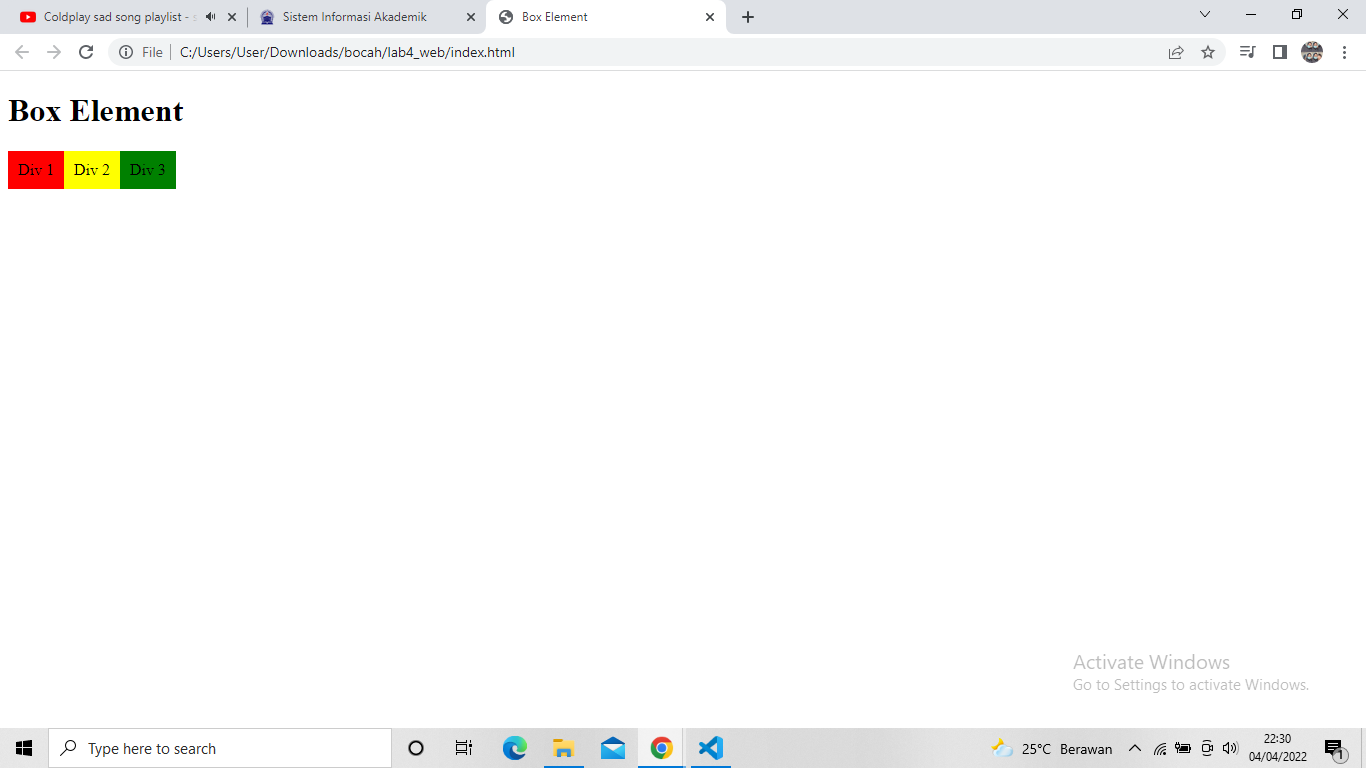 Coldplay sad song playlist - s
Sistem Informasi Akademik
Box Element
File
C:/Users/User/Downloads/bocah/lab4_web/index.html
Box Element
Div 1
Div 2
Div 3
Activate Windows
Go to Settings to activate Windows.
Type here to search
25°C Berawan
22:30
04/04/2022
1